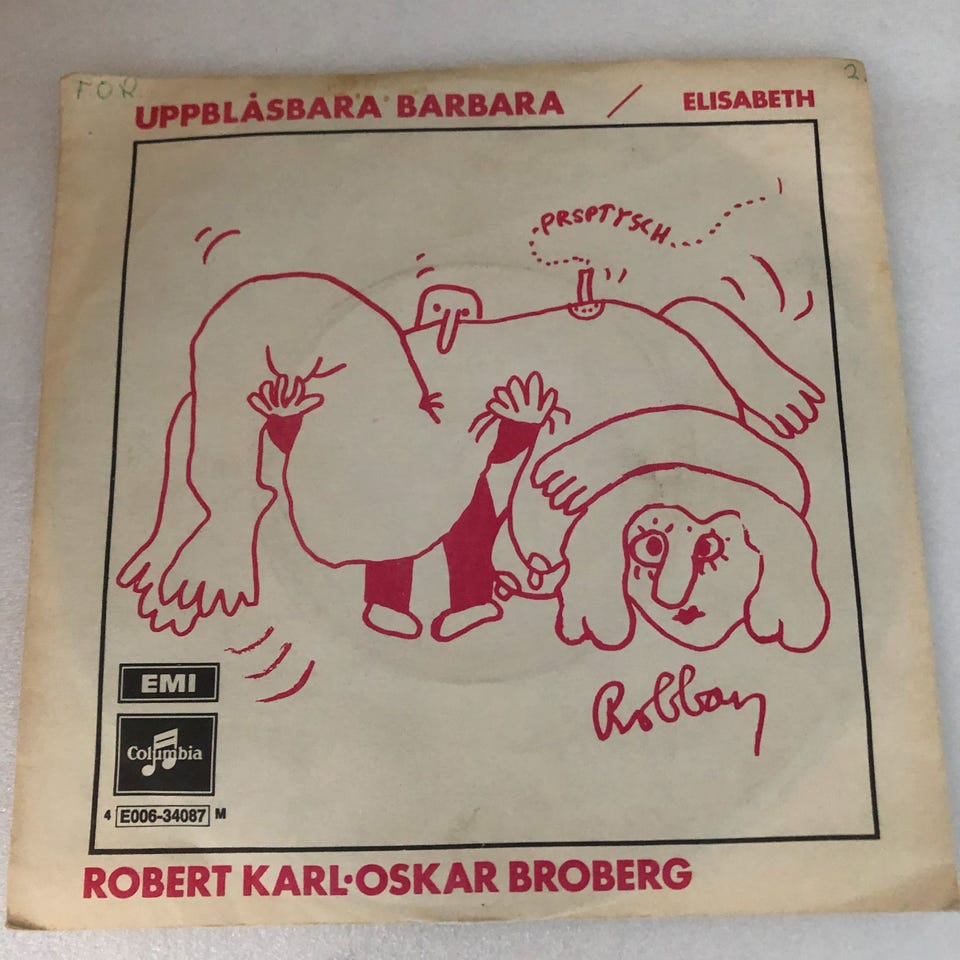 FOR 2.
UPPBLÅSBARA BARBARA / ELISABETH
PRSPTYSCH
Robban
EMI
Columbia
4 E006-34087 M
ROBERT KARL·OSKAR BROBERG